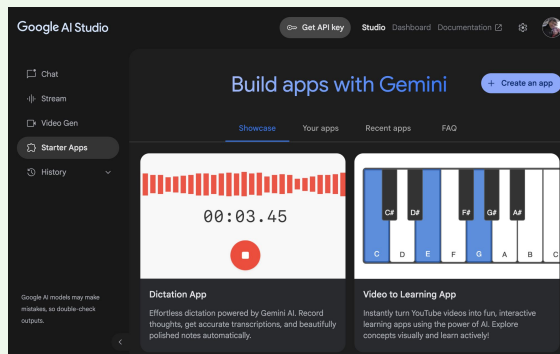 Google AI Studio
Get API key
Studio Dashboard Documentation
Chat
Stream
Video Gen
Starter Apps
History
Google AI models may make
mistakes, so double-check
outputs.
Build apps with Gemini
+ Create an app
Showcase Your apps Recent apps FAQ
00:03.45
Dictation App
Effortless dictation powered by Gemini AI. Record
thoughts, get accurate transcriptions, and beautifully
polished notes automatically.
C# D# F# G# A#
C D E F G A B C
Video to Learning App
Instantly turn YouTube videos into fun, interactive
learning apps using the power of AI. Explore
concepts visually and learn actively!